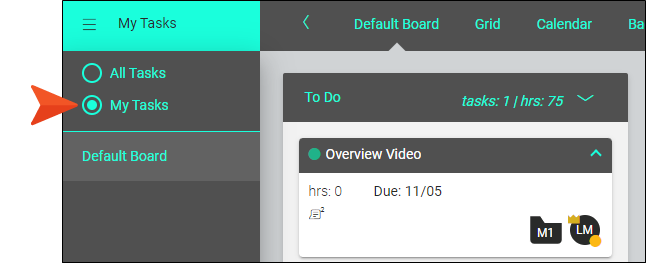 My Tasks
Default Board Grid Calendar Ba
All Tasks
My Tasks
Default Board
To Do tasks: 1 | hrs: 75
Overview Video
hrs: 0 Due: 11/05
2
M1 LM